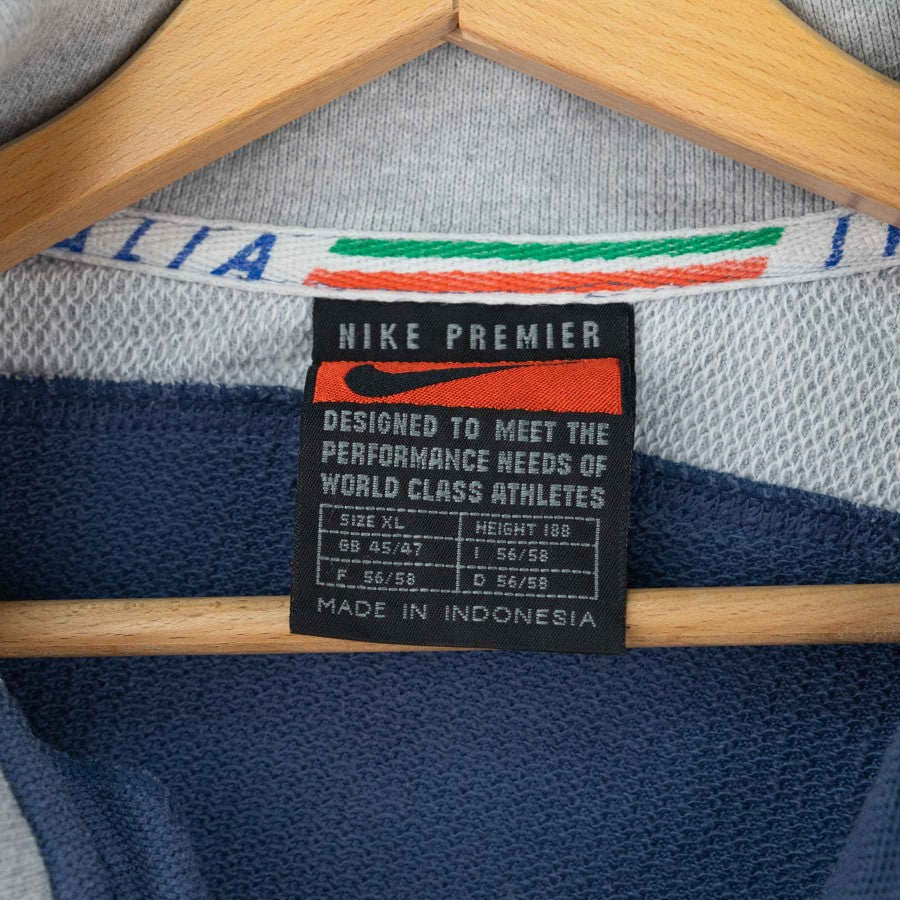 ALIA
NIKE PREMIER
DESIGNED TO MEET THE
PERFORMANCE NEEDS OF
WORLD CLASS ATHLETES
SIZE XL HEIGHT 188
GB 45/47 I 56/58
F 56/58 D 56/58
MADE IN INDONESIA